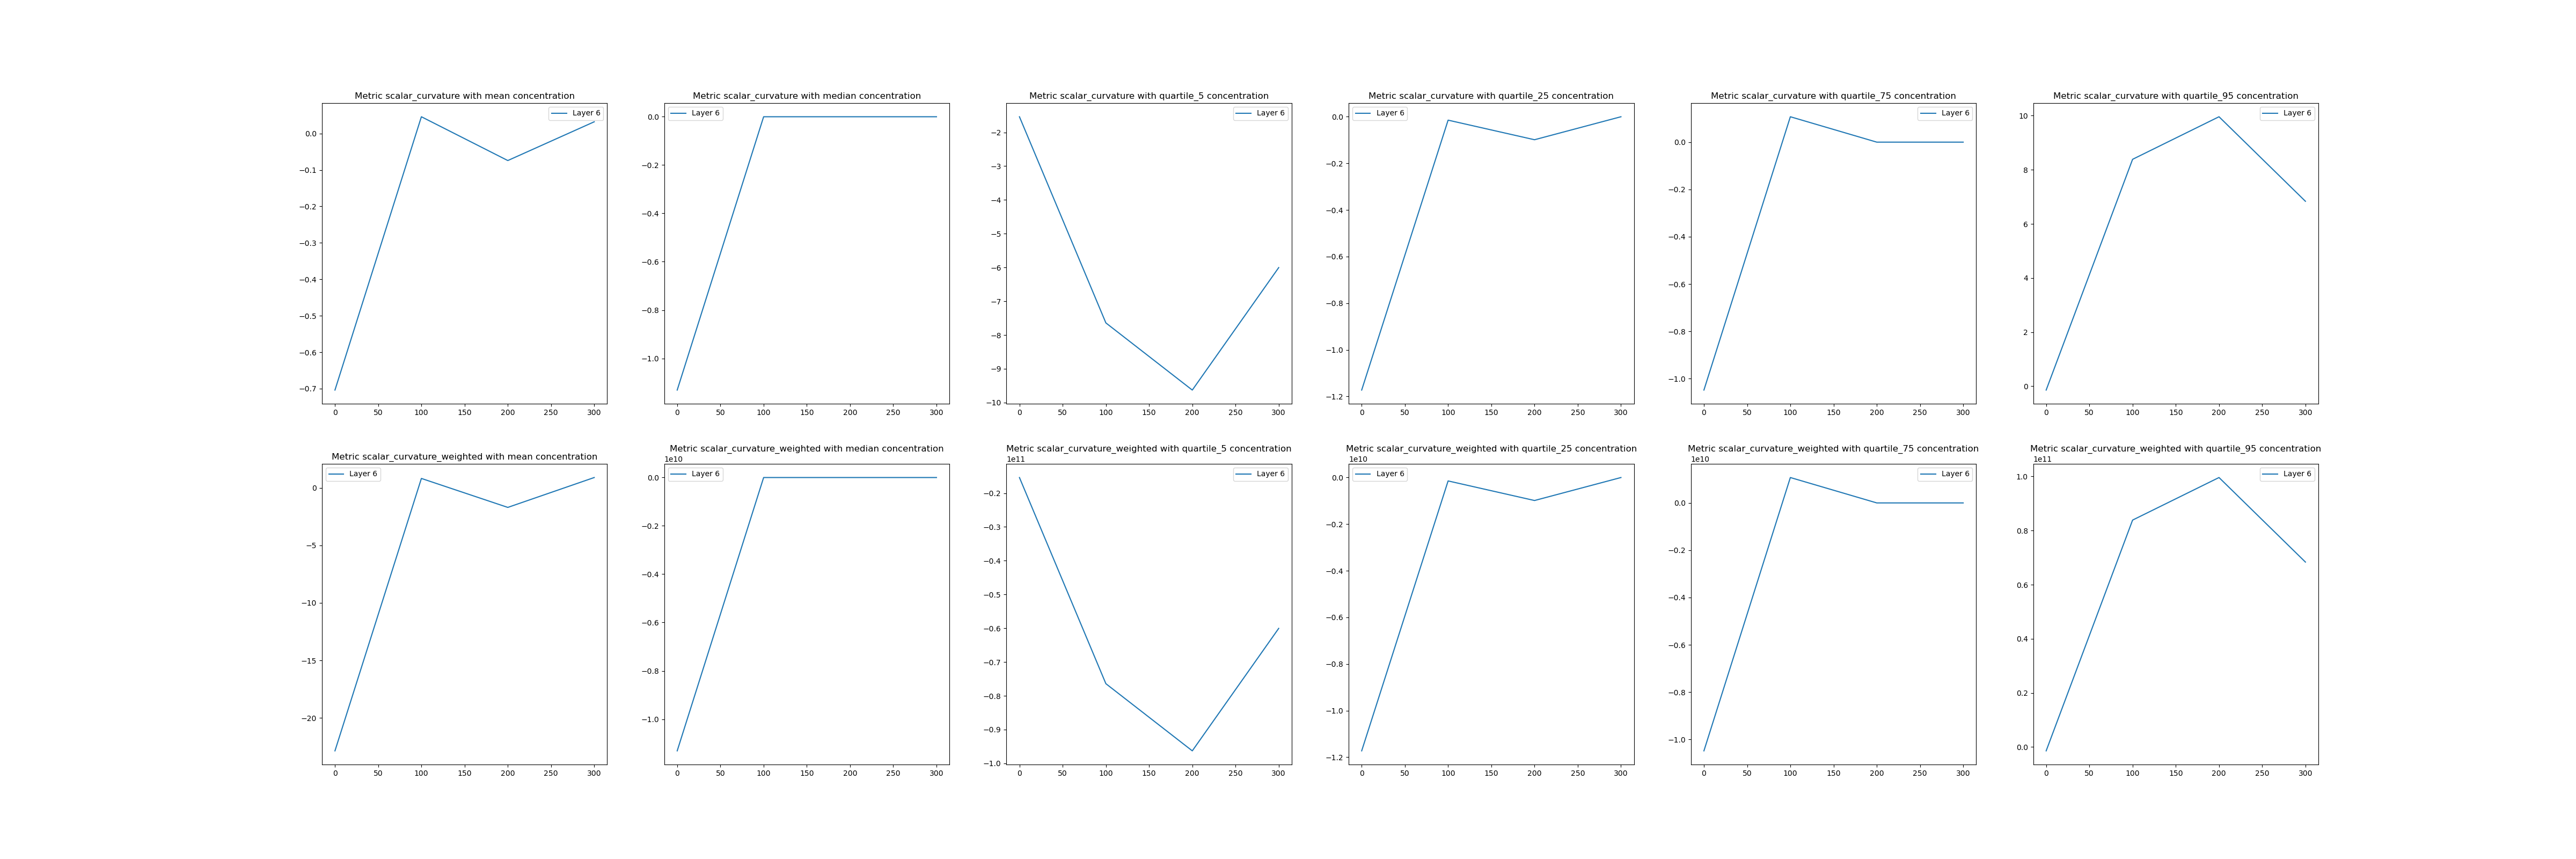 Metric scalar_curvature with mean concentration
Layer 6
0.0
−0.1
−0.2
−0.3
−0.4
−0.5
−0.6
−0.7
0 50 100 150 200 250 300
Metric scalar_curvature with median concentration
Layer 6
0.0
−0.2
−0.4
−0.6
−0.8
−1.0
0 50 100 150 200 250 300
Metric scalar_curvature with quartile_5 concentration
Layer 6
−2
−3
−4
−5
−6
−7
−8
−9
−10
0 50 100 150 200 250 300
Metric scalar_curvature with quartile_25 concentration
Layer 6
0.0
−0.2
−0.4
−0.6
−0.8
−1.0
−1.2
0 50 100 150 200 250 300
Metric scalar_curvature with quartile_75 concentration
Layer 6
0.0
−0.2
−0.4
−0.6
−0.8
−1.0
0 50 100 150 200 250 300
Metric scalar_curvature with quartile_95 concentration
Layer 6
10
8
6
4
2
0
0 50 100 150 200 250 300
Metric scalar_curvature_weighted with mean concentration
Layer 6
0
−5
−10
−15
−20
0 50 100 150 200 250 300
Metric scalar_curvature_weighted with median concentration
1e10
Layer 6
0.0
−0.2
−0.4
−0.6
−0.8
−1.0
0 50 100 150 200 250 300
Metric scalar_curvature_weighted with quartile_5 concentration
1e11
Layer 6
−0.2
−0.3
−0.4
−0.5
−0.6
−0.7
−0.8
−0.9
−1.0
0 50 100 150 200 250 300
Metric scalar_curvature_weighted with quartile_25 concentration
1e10
Layer 6
0.0
−0.2
−0.4
−0.6
−0.8
−1.0
−1.2
0 50 100 150 200 250 300
Metric scalar_curvature_weighted with quartile_75 concentration
1e10
Layer 6
0.0
−0.2
−0.4
−0.6
−0.8
−1.0
0 50 100 150 200 250 300
Metric scalar_curvature_weighted with quartile_95 concentration
1e11
Layer 6
1.0
0.8
0.6
0.4
0.2
0.0
0 50 100 150 200 250 300